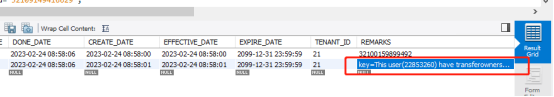 Wrap Cell Content:
DONE_DATE CREATE_DATE EFFECTIVE_DATE EXPIRE_DATE TENANT_ID REMARKS
2023-02-24 08:58:06 2023-02-24 08:58:00 2023-02-24 08:58:00 2099-12-31 23:59:59 21 32100159899492
2023-02-24 08:58:06 2023-02-24 08:58:01 2023-02-24 08:58:01 2099-12-31 23:59:59 21 key=This user(22853260) have transferowners...
NULL NULL NULL NULL NULL NULL
Result
Grid
Form